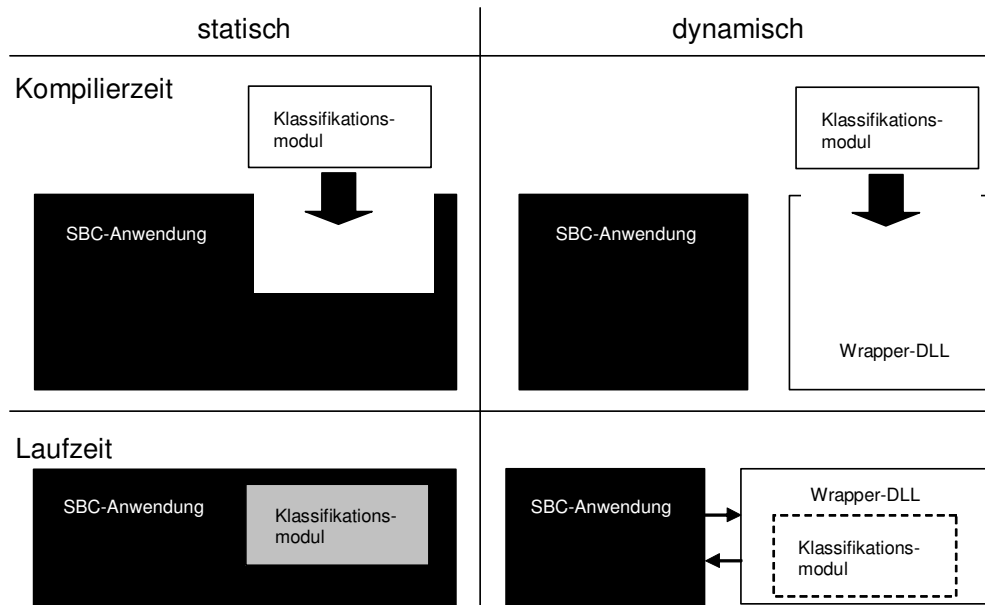 statisch
dynamisch
Kompilierzeit
Klassifikations-
modul
Klassifikations-
modul
SBC-Anwendung
SBC-Anwendung
Wrapper-DLL
Laufzeit
SBC-Anwendung
Klassifikations-
modul
SBC-Anwendung
Wrapper-DLL
Klassifikations-
modul